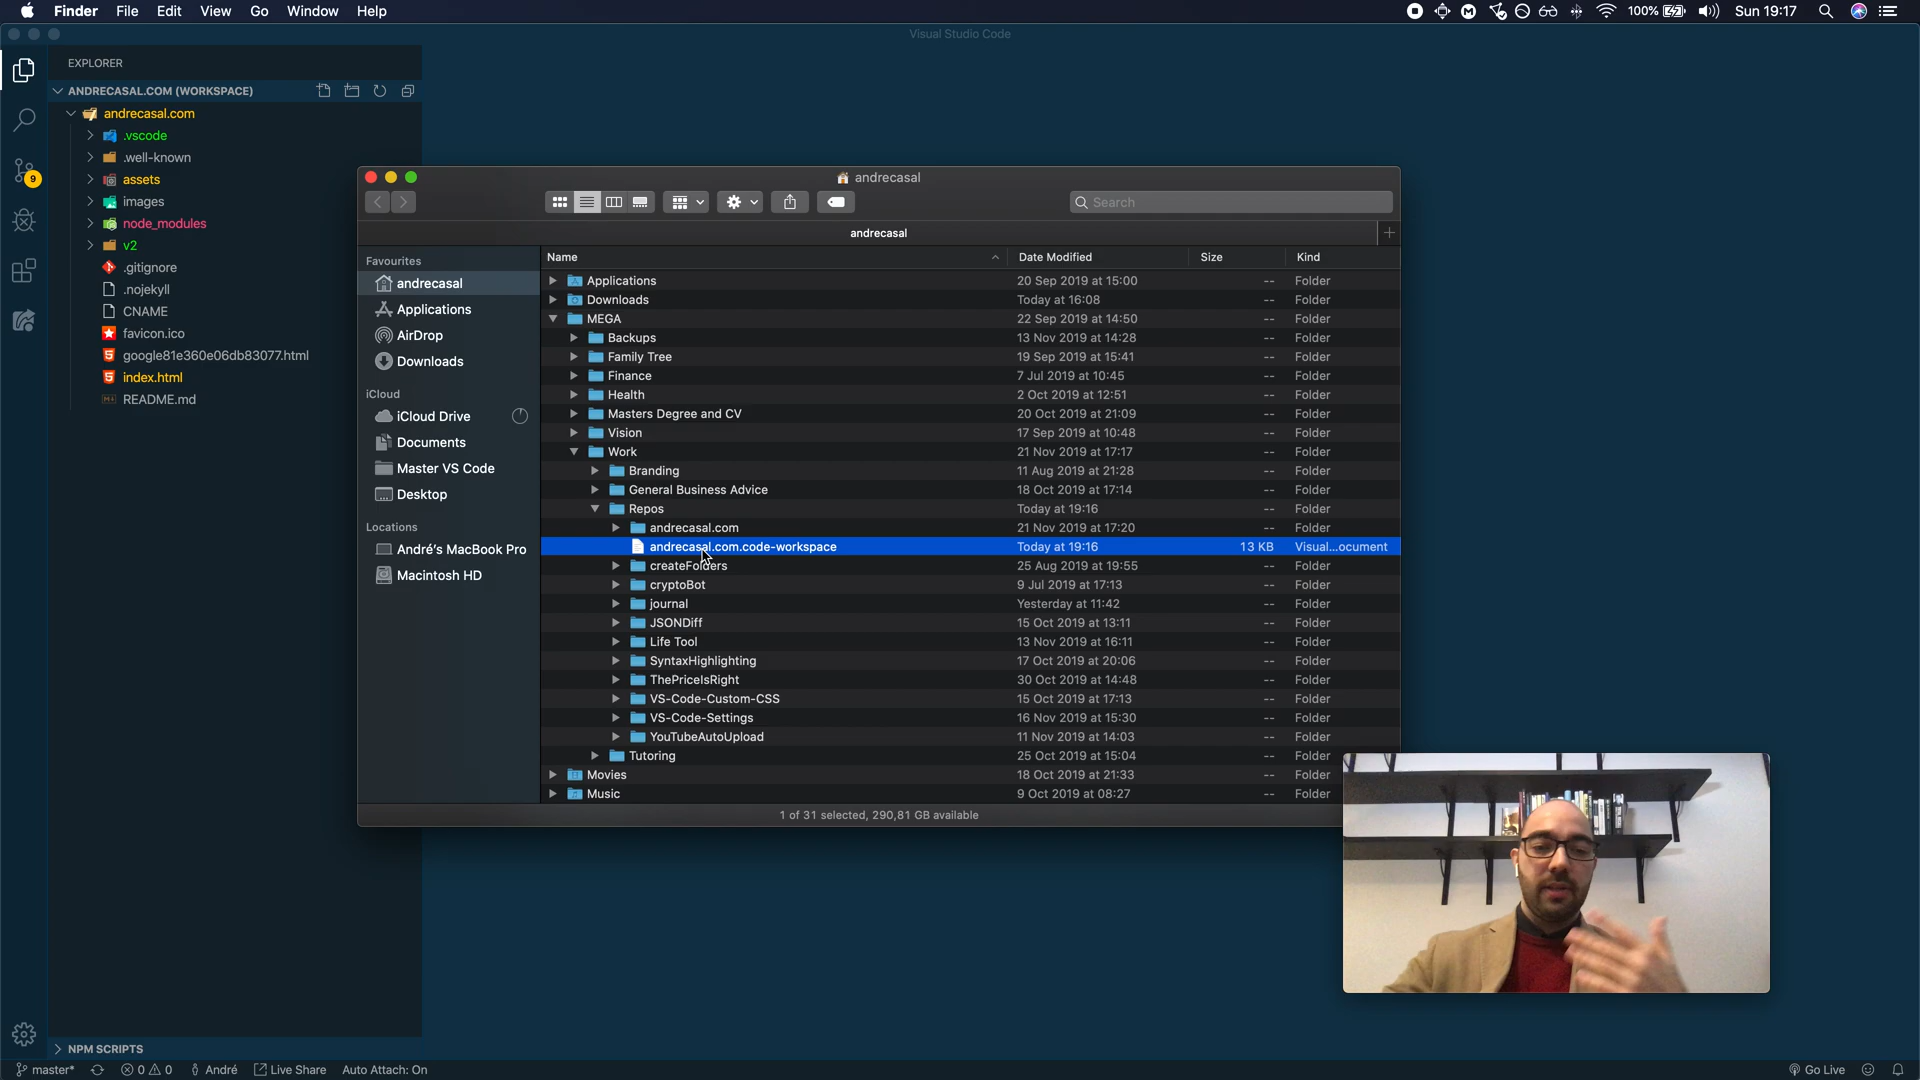 Finder File Edit View Go Window Help 100% Sun 19:17
Visual Studio Code
EXPLORER
ANDRECASAL.COM (WORKSPACE)
andrecasal.com
.vscode
.well-known
assets
images
node_modules
v2
.gitignore
.nojekyll
CNAME
favicon.ico
google81e360e06db83077.html
index.html
README.md
9
NPM SCRIPTS
andrecasal
Search
andrecasal
Favourites
andrecasal
Applications
AirDrop
Downloads
iCloud
iCloud Drive
Documents
Master VS Code
Desktop
Locations
André's MacBook Pro
Macintosh HD
Name Date Modified Size Kind
Applications 20 Sep 2019 at 15:00 -- Folder
Downloads Today at 16:08 -- Folder
MEGA 22 Sep 2019 at 14:50 -- Folder
Backups 13 Nov 2019 at 14:28 -- Folder
Family Tree 19 Sep 2019 at 15:41 -- Folder
Finance 7 Jul 2019 at 10:45 -- Folder
Health 2 Oct 2019 at 12:51 -- Folder
Masters Degree and CV 20 Oct 2019 at 21:09 -- Folder
Vision 17 Sep 2019 at 10:48 -- Folder
Work 21 Nov 2019 at 17:17 -- Folder
Branding 11 Aug 2019 at 21:28 -- Folder
General Business Advice 18 Oct 2019 at 17:14 -- Folder
Repos Today at 19:16 -- Folder
andrecasal.com 21 Nov 2019 at 17:20 -- Folder
andrecasal.com.code-workspace Today at 19:16 13 KB Visual...ocument
createFolders 25 Aug 2019 at 19:55 -- Folder
cryptoBot 9 Jul 2019 at 17:13 -- Folder
journal Yesterday at 11:42 -- Folder
JSONDiff 15 Oct 2019 at 13:11 -- Folder
Life Tool 13 Nov 2019 at 16:11 -- Folder
SyntaxHighlighting 17 Oct 2019 at 20:06 -- Folder
ThePriceIsRight 30 Oct 2019 at 14:48 -- Folder
VS-Code-Custom-CSS 15 Oct 2019 at 17:13 -- Folder
VS-Code-Settings 16 Nov 2019 at 15:30 -- Folder
YouTubeAutoUpload 11 Nov 2019 at 14:03 -- Folder
Tutoring 25 Oct 2019 at 15:04 -- Folder
Movies 18 Oct 2019 at 21:33 -- Folder
Music 9 Oct 2019 at 08:27 -- Folder
1 of 31 selected, 290,81 GB available
master* 0 0 André Live Share Auto Attach: On Go Live